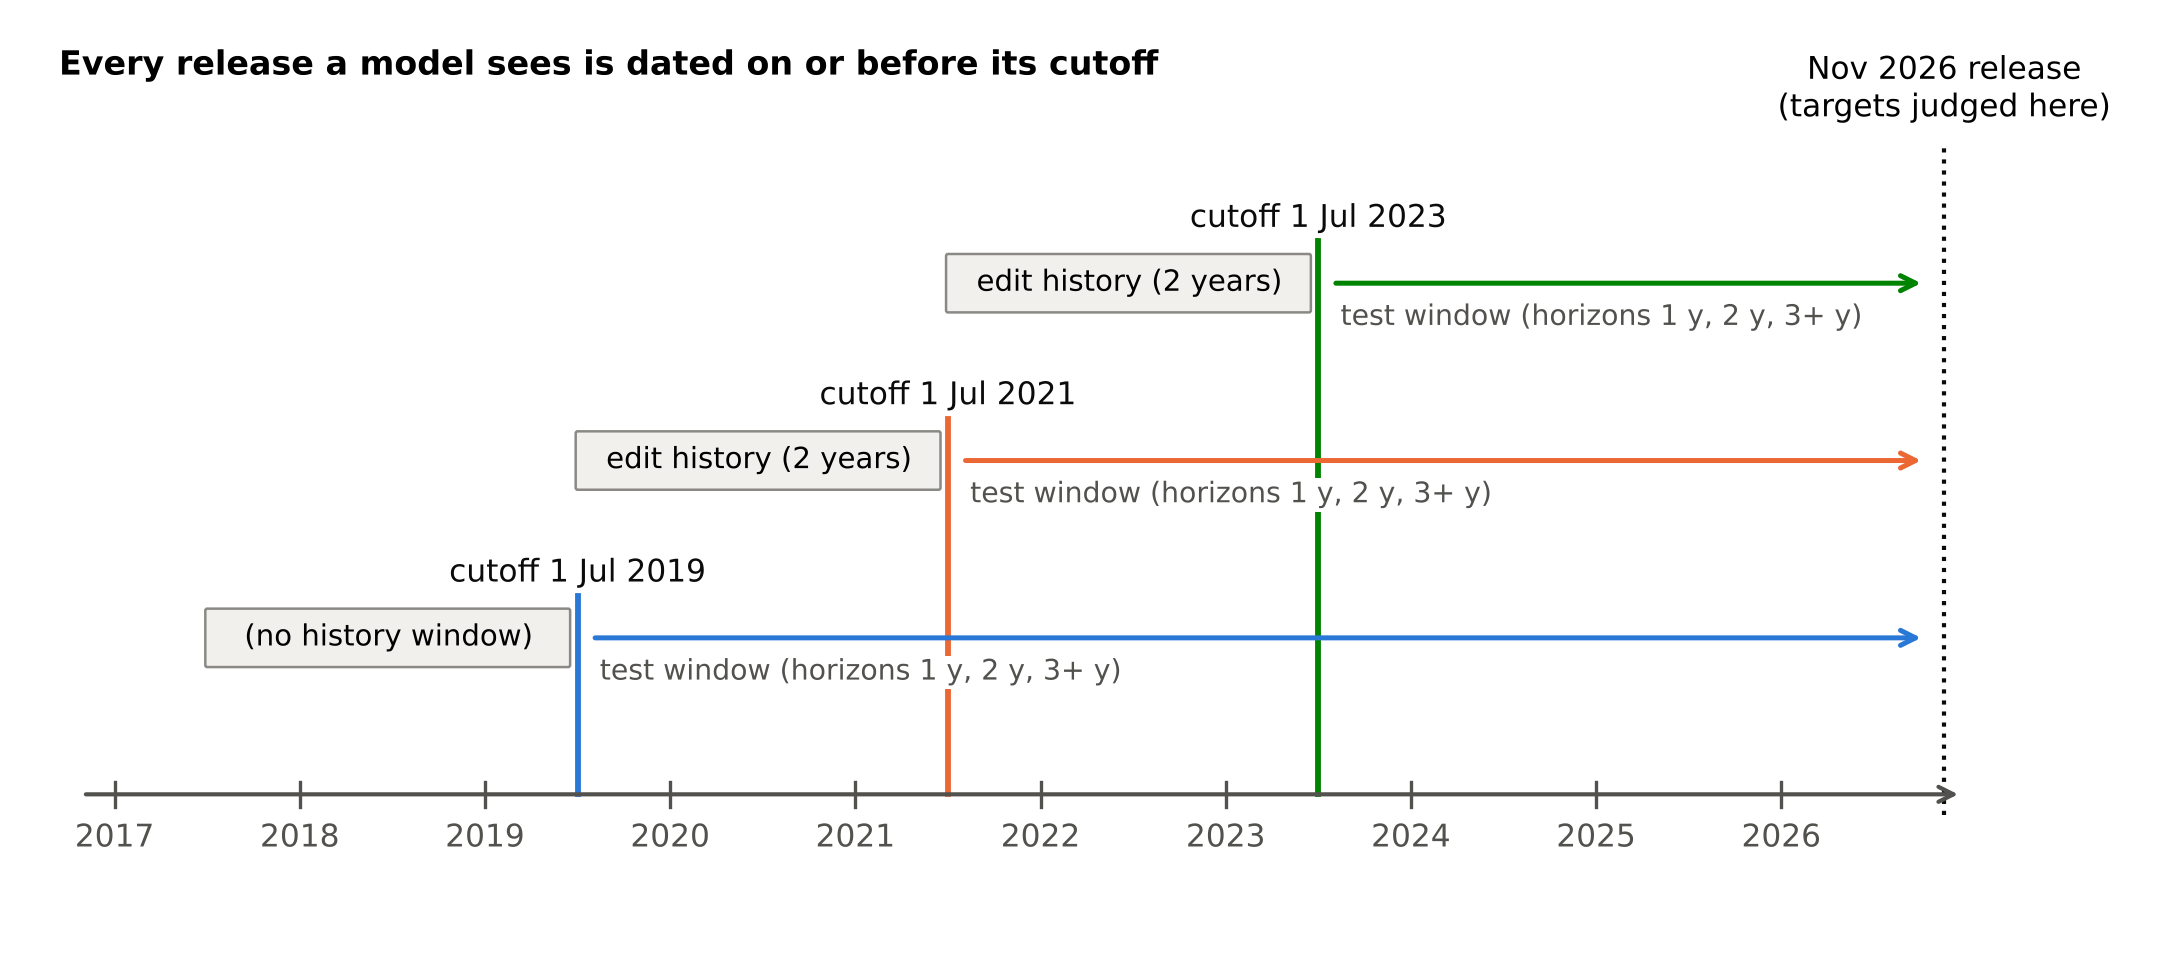 Every release a model sees is dated on or before its cutoff
Nov 2026 release
(targets judged here)
cutoff 1 Jul 2023
edit history (2 years)
test window (horizons 1 y, 2 y, 3+ y)
cutoff 1 Jul 2021
edit history (2 years)
test window (horizons 1 y, 2 y, 3+ y)
cutoff 1 Jul 2019
(no history window)
test window (horizons 1 y, 2 y, 3+ y)
2017 2018 2019 2020 2021 2022 2023 2024 2025 2026